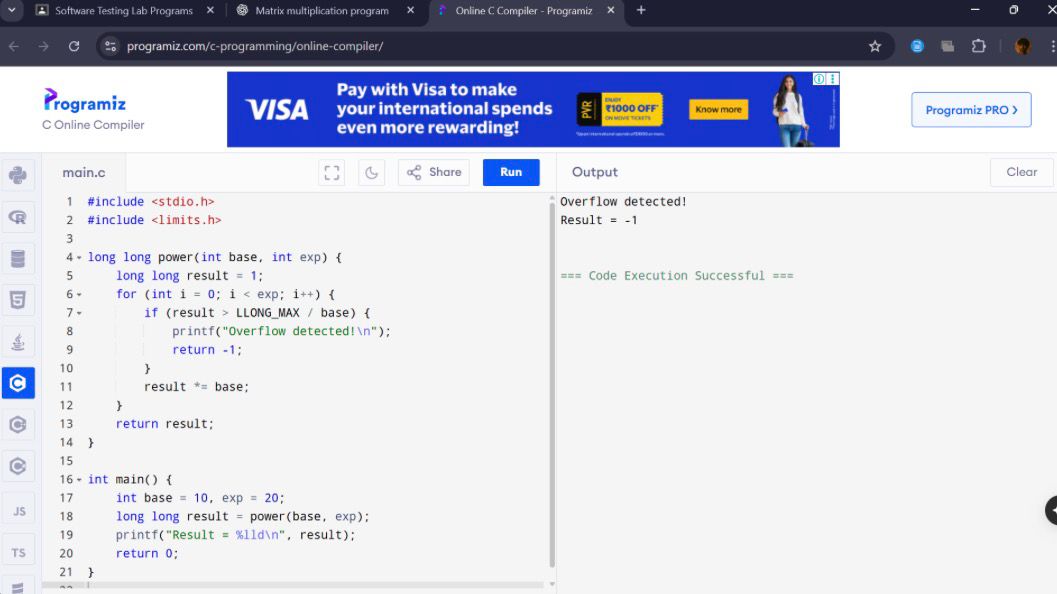 Software Testing Lab Programs
Matrix multiplication program
Online C Compiler - Programiz
programiz.com/c-programming/online-compiler/
Programiz
C Online Compiler
VISA
Pay with Visa to make
your international spends
even more rewarding!
PVR
ENJOY
₹1000 OFF*
ON MOVIE TICKETS
Know more
Programiz PRO
main.c
Share
Run
Output
Clear
1 #include <stdio.h>
2 #include <limits.h>
3
4 long long power(int base, int exp) {
5     long long result = 1;
6     for (int i = 0; i < exp; i++) {
7         if (result > LLONG_MAX / base) {
8             printf("Overflow detected!\n");
9             return -1;
10         }
11         result *= base;
12     }
13     return result;
14 }
15
16 int main() {
17     int base = 10, exp = 20;
18     long long result = power(base, exp);
19     printf("Result = %lld\n", result);
20     return 0;
21 }
Overflow detected!
Result = -1
=== Code Execution Successful ===
JS
TS